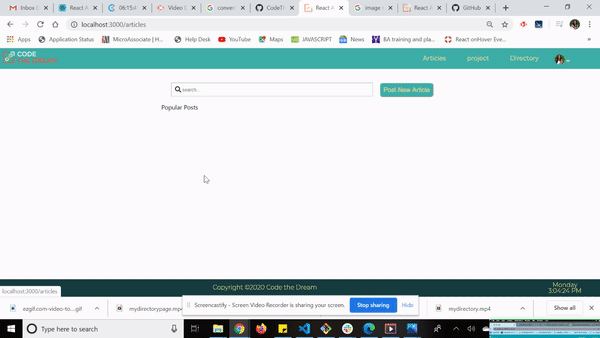 Inbox (
React A
06:15-A
Video [
conver
CodeTl
React A
image
React A
GitHub
localhost:3000/articles
Apps
Application Status
MicroAssociate | H...
Help Desk
YouTube
Maps
JAVASCRIPT
News
BA training and pla...
React onHover Eve...
CODE
THE DREAM
Articles
project
Directory
search...
Post New Article
Popular Posts
localhost:3000/articles
Copyright ©2020 Code the Dream
Monday
3:04:24 PM
Screencastify - Screen Video Recorder is sharing your screen.
Stop sharing
Hide
ezgif.com-video-to...gif
mydirectorypage.mp4
mydirectory.mp4
Show all
Type here to search